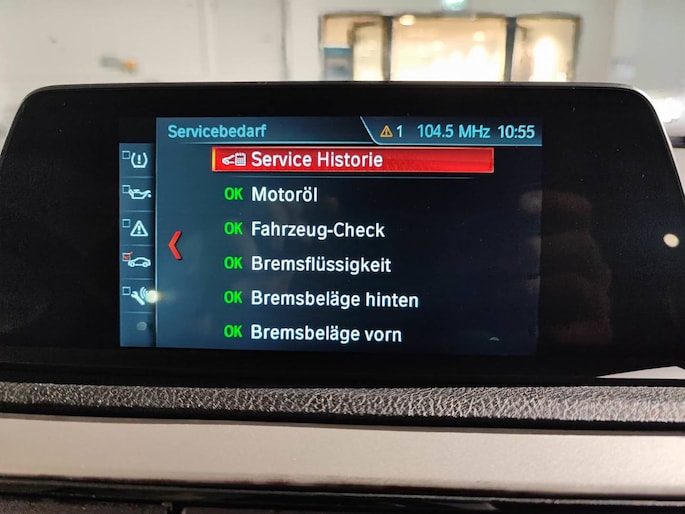 Servicebedarf
1 104.5 MHz 10:55
Service Historie
OK Motoröl
OK Fahrzeug-Check
OK Bremsflüssigkeit
OK Bremsbeläge hinten
OK Bremsbeläge vorn